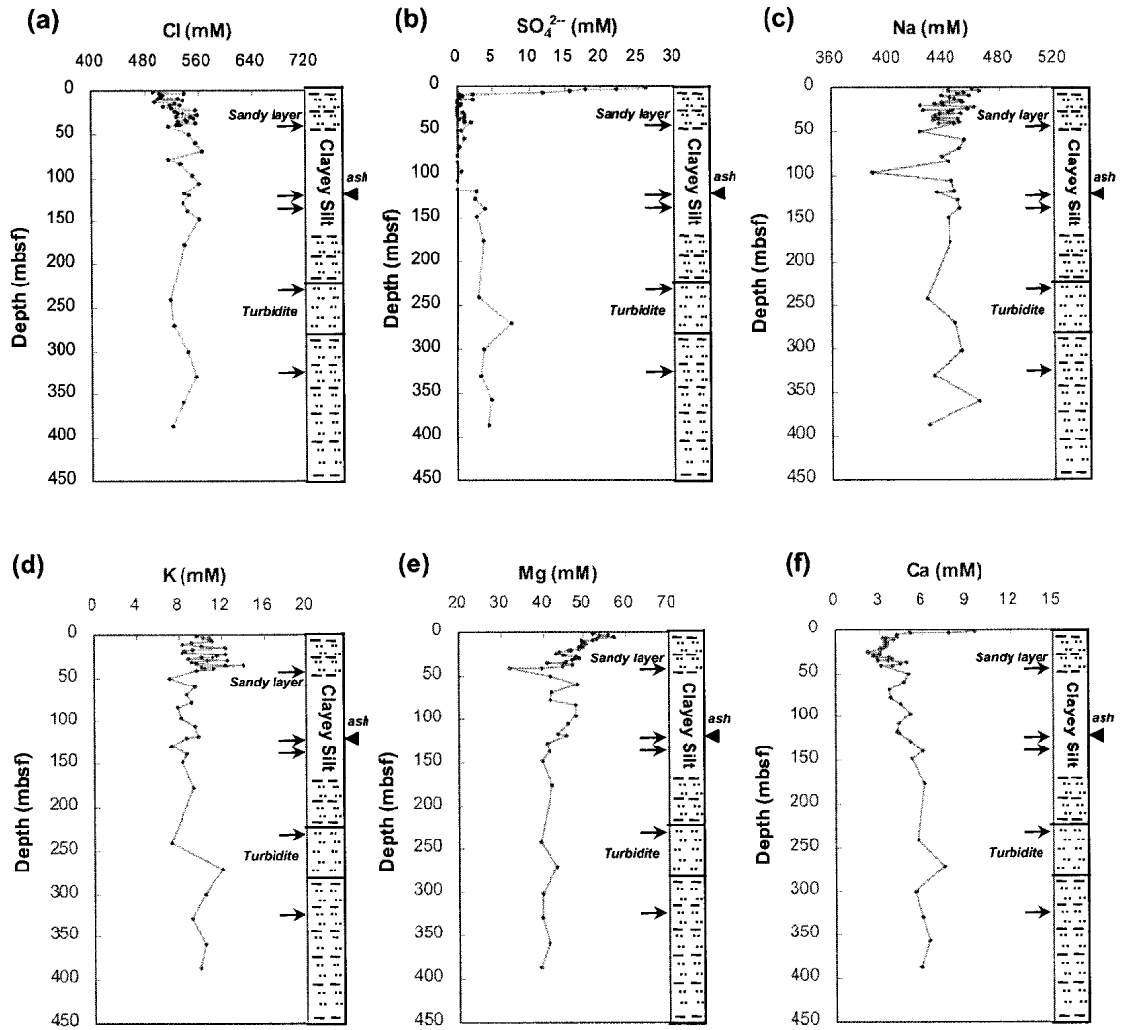 (a)
Cl (mM)
400 480 560 640 720
0
50
100
150
200
250
300
350
400
450
Depth (mbsf)
Sandy layer
Clayey Silt
ash
Turbidite
(b)
SO₄²⁻⁻ (mM)
0 5 10 15 20 25 30
0
50
100
150
200
250
300
350
400
450
Depth (mbsf)
Sandy layer
Clayey Silt
ash
Turbidite
(c)
Na (mM)
360 400 440 480 520
0
50
100
150
200
250
300
350
400
450
Depth (mbsf)
Sandy layer
Clayey Silt
ash
Turbidite
(d)
K (mM)
0 4 8 12 16 20
0
50
100
150
200
250
300
350
400
450
Depth (mbsf)
Sandy layer
Clayey Silt
ash
Turbidite
(e)
Mg (mM)
20 30 40 50 60 70
0
50
100
150
200
250
300
350
400
450
Depth (mbsf)
Sandy layer
Clayey Silt
ash
Turbidite
(f)
Ca (mM)
0 3 6 9 12 15
0
50
100
150
200
250
300
350
400
450
Depth (mbsf)
Sandy layer
Clayey Silt
ash
Turbidite